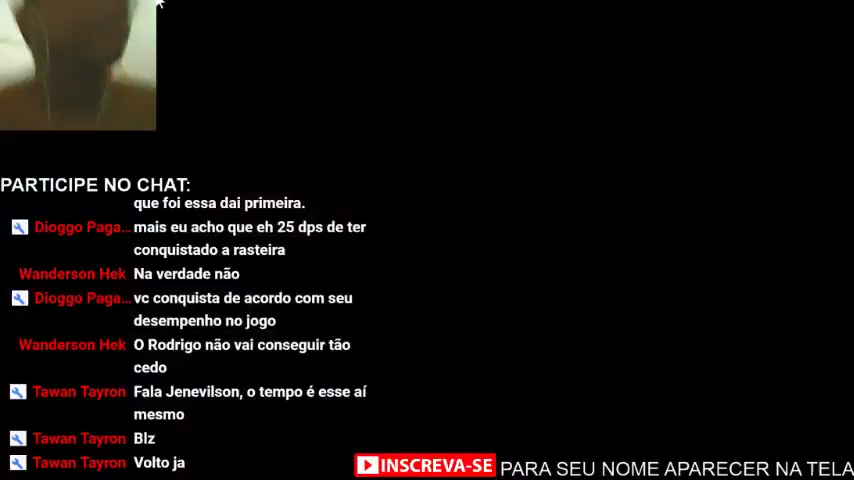 PARTICIPE NO CHAT:
que foi essa dai primeira.
Dioggo Paga... mais eu acho que eh 25 dps de ter
conquistado a rasteira
Wanderson Hek Na verdade não
Dioggo Paga... vc conquista de acordo com seu
desempenho no jogo
Wanderson Hek O Rodrigo não vai conseguir tão
cedo
Tawan Tayron Fala Jenevilson, o tempo é esse aí
mesmo
Tawan Tayron Blz
Tawan Tayron Volto ja
INSCREVA-SE PARA SEU NOME APARECER NA TELA